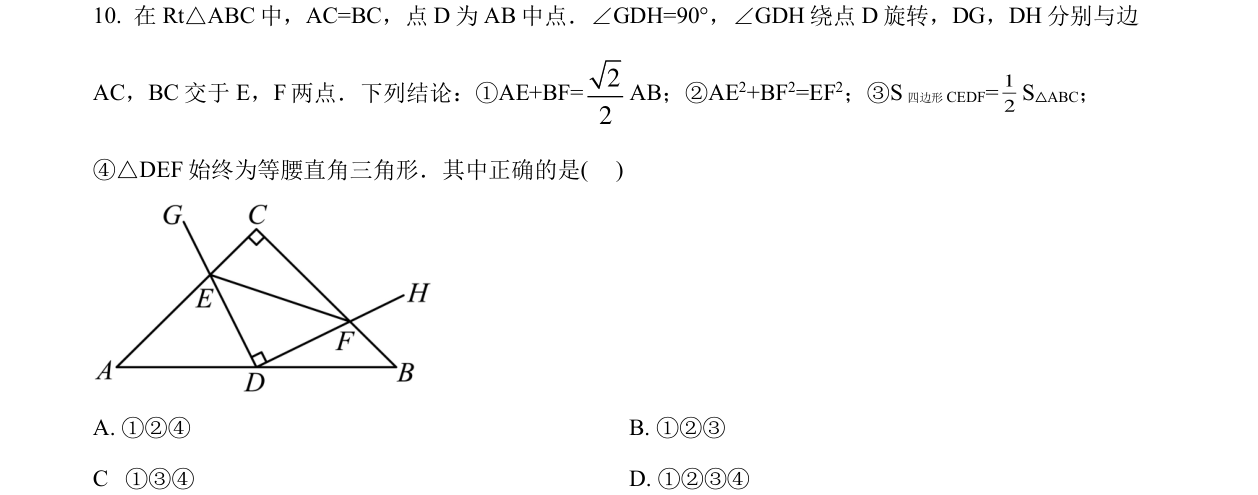 10. 在 Rt△ABC 中，AC=BC，点 D 为 AB 中点．∠GDH=90°，∠GDH 绕点 D 旋转，DG，DH 分别与边
AC，BC 交于 E，F 两点．下列结论：①AE+BF=√2/2 AB；②AE²+BF²=EF²；③S 四边形 CEDF=1/2 S△ABC；
④△DEF 始终为等腰直角三角形．其中正确的是( )
G C
E H
F
A D B
A. ①②④ B. ①②③
C ①③④ D. ①②③④